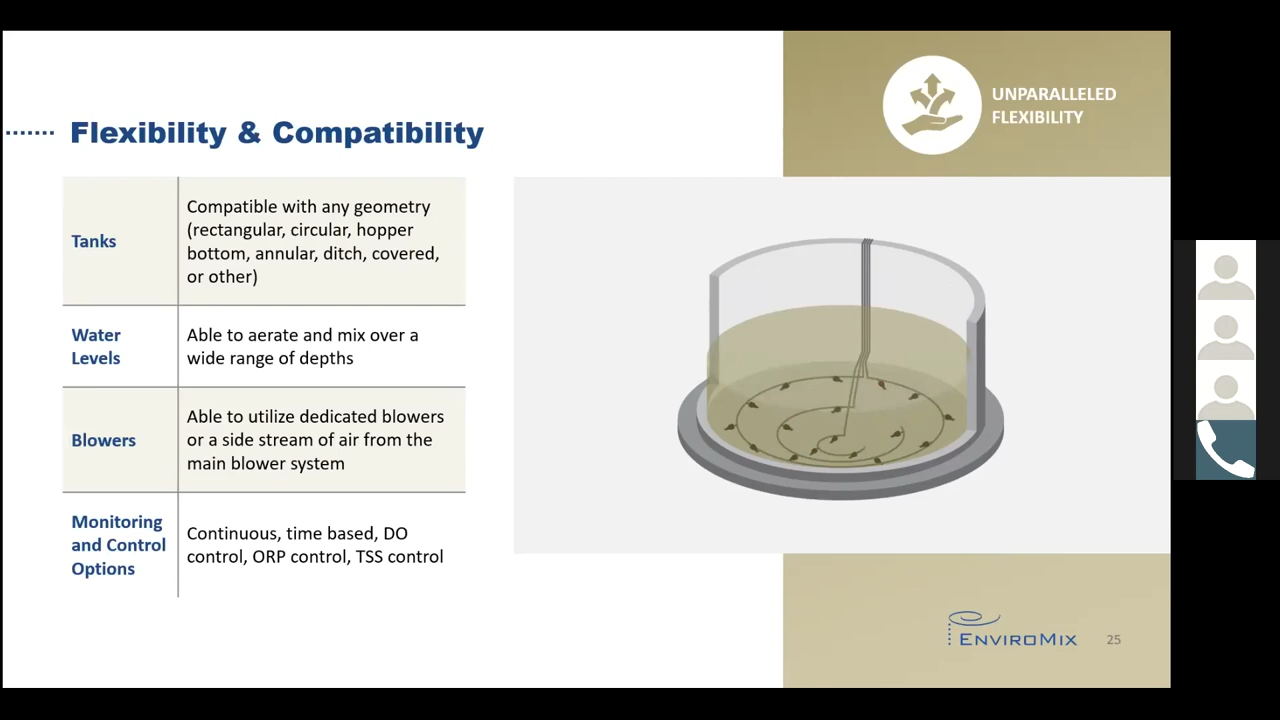 UNPARALLELED
FLEXIBILITY
Flexibility & Compatibility
Tanks
Compatible with any geometry
(rectangular, circular, hopper
bottom, annular, ditch, covered,
or other)
Water
Levels
Able to aerate and mix over a
wide range of depths
Blowers
Able to utilize dedicated blowers
or a side stream of air from the
main blower system
Monitoring
and Control
Options
Continuous, time based, DO
control, ORP control, TSS control
ENVIROMIX
25